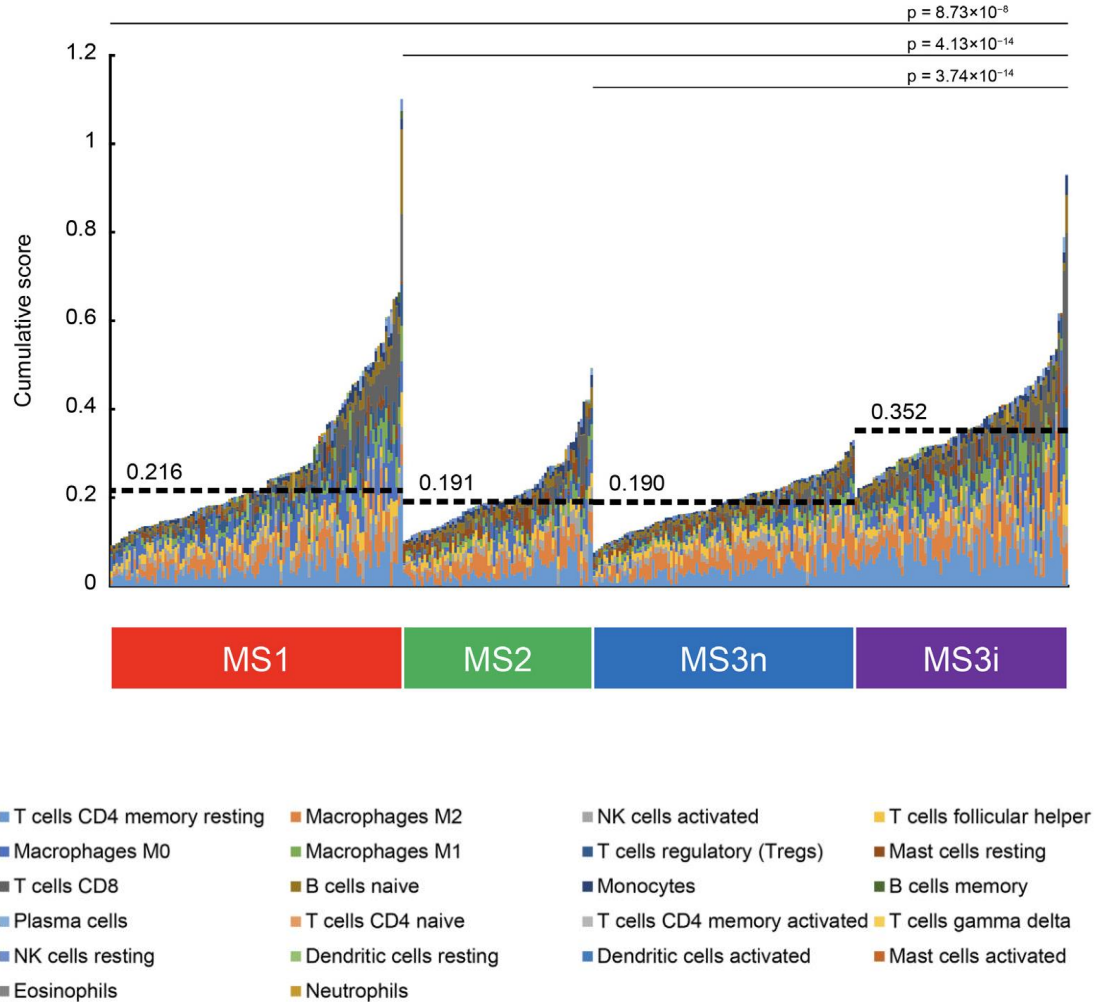 p = 8.73×10⁻⁸
p = 4.13×10⁻¹⁴
p = 3.74×10⁻¹⁴
1.2
1
0.8
0.6
0.4
0.2
0
Cumulative score
0.216
0.191
0.190
0.352
MS1 MS2 MS3n MS3i
T cells CD4 memory resting Macrophages M2 NK cells activated T cells follicular helper
Macrophages M0 Macrophages M1 T cells regulatory (Tregs) Mast cells resting
T cells CD8 B cells naive Monocytes B cells memory
Plasma cells T cells CD4 naive T cells CD4 memory activated T cells gamma delta
NK cells resting Dendritic cells resting Dendritic cells activated Mast cells activated
Eosinophils Neutrophils